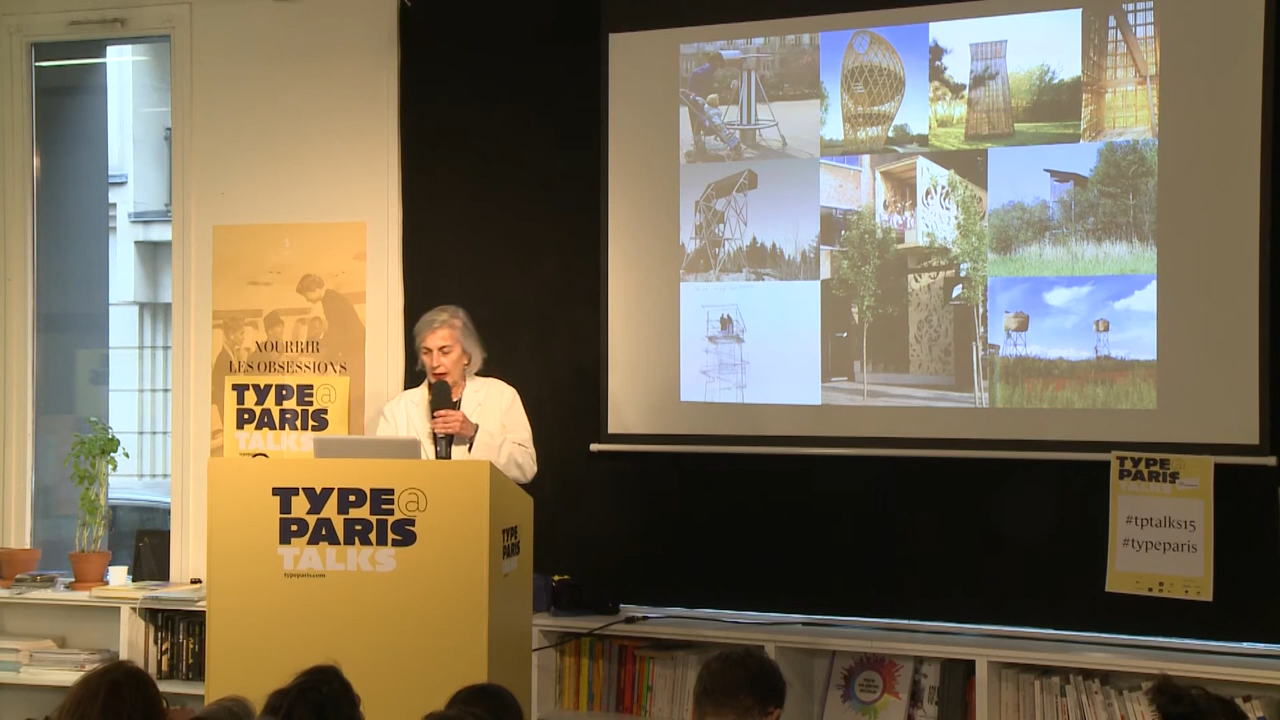 NOURRIR
LES OBSESSIONS
TYPE@
PARIS
TALKS
TYPE@
PARIS
TALKS
typeparis.com
TYPE
PARIS
TYPE@
PARIS
TALKS
#tptalks15
#typeparis